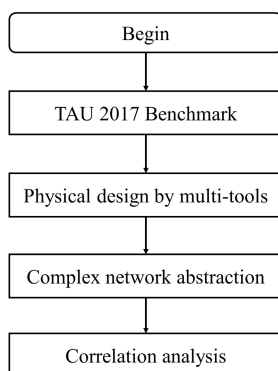 Begin
TAU 2017 Benchmark
Physical design by multi-tools
Complex network abstraction
Correlation analysis